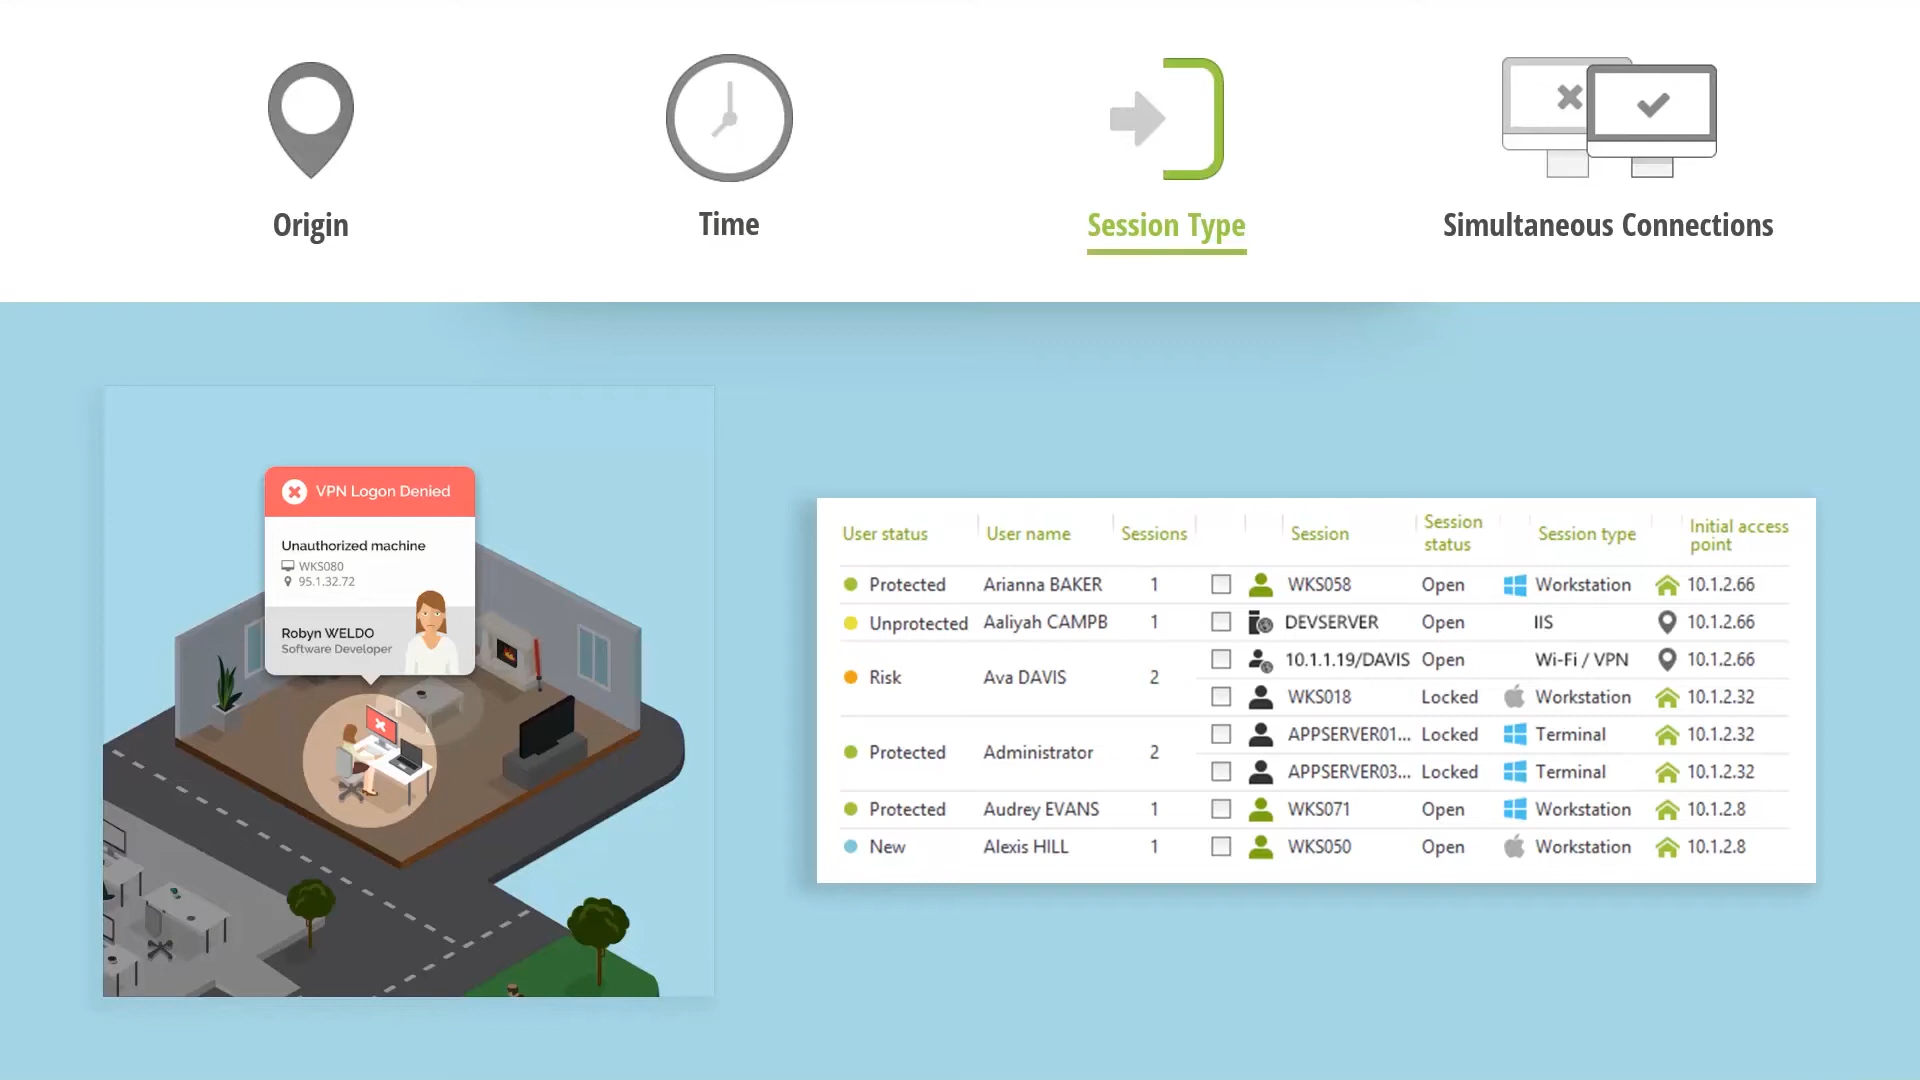 Origin
Time
Session Type
Simultaneous Connections
VPN Logon Denied
Unauthorized machine
WKS080
95.1.32.72
Robyn WELDO
Software Developer
User status User name Sessions Session Session status Session type Initial access point
Protected Arianna BAKER 1 WKS058 Open Workstation 10.1.2.66
Unprotected Aaliyah CAMPB 1 DEVSERVER Open IIS 10.1.2.66
Risk Ava DAVIS 2 10.1.1.19/DAVIS Open Wi-Fi / VPN 10.1.2.66
WKS018 Locked Workstation 10.1.2.32
Protected Administrator 2 APPSERVER01... Locked Terminal 10.1.2.32
APPSERVER03... Locked Terminal 10.1.2.32
Protected Audrey EVANS 1 WKS071 Open Workstation 10.1.2.8
New Alexis HILL 1 WKS050 Open Workstation 10.1.2.8